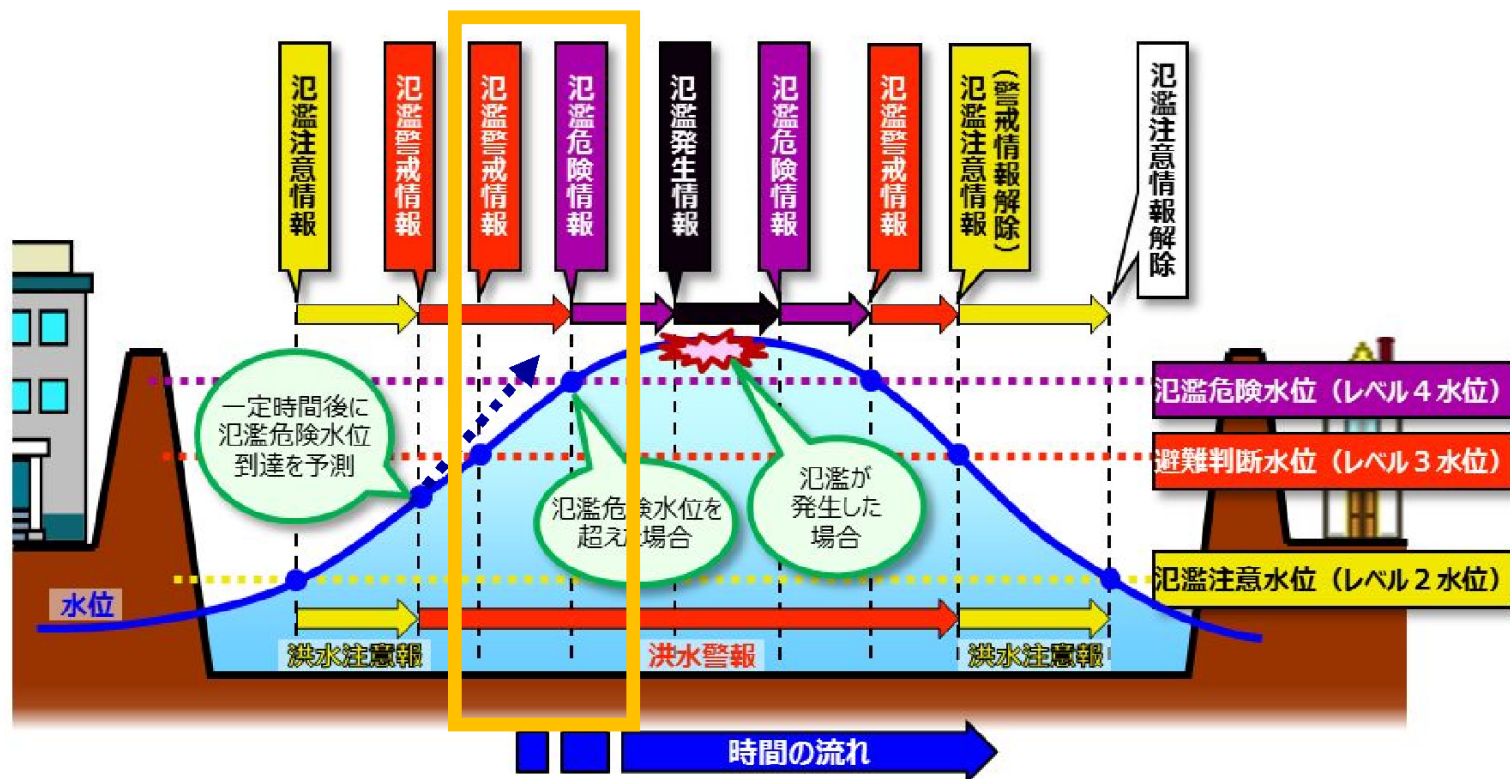 氾濫注意情報
氾濫警戒情報
氾濫警戒情報
氾濫危険情報
氾濫発生情報
氾濫危険情報
氾濫警戒情報
(警戒情報解除)
氾濫注意情報
氾濫注意情報解除
一定時間後に
氾濫危険水位
到達を予測
氾濫危険水位を
超えた場合
氾濫が
発生した
場合
氾濫危険水位(レベル4水位)
避難判断水位(レベル3水位)
氾濫注意水位(レベル2水位)
水位
洪水注意報
洪水警報
洪水注意報
時間の流れ